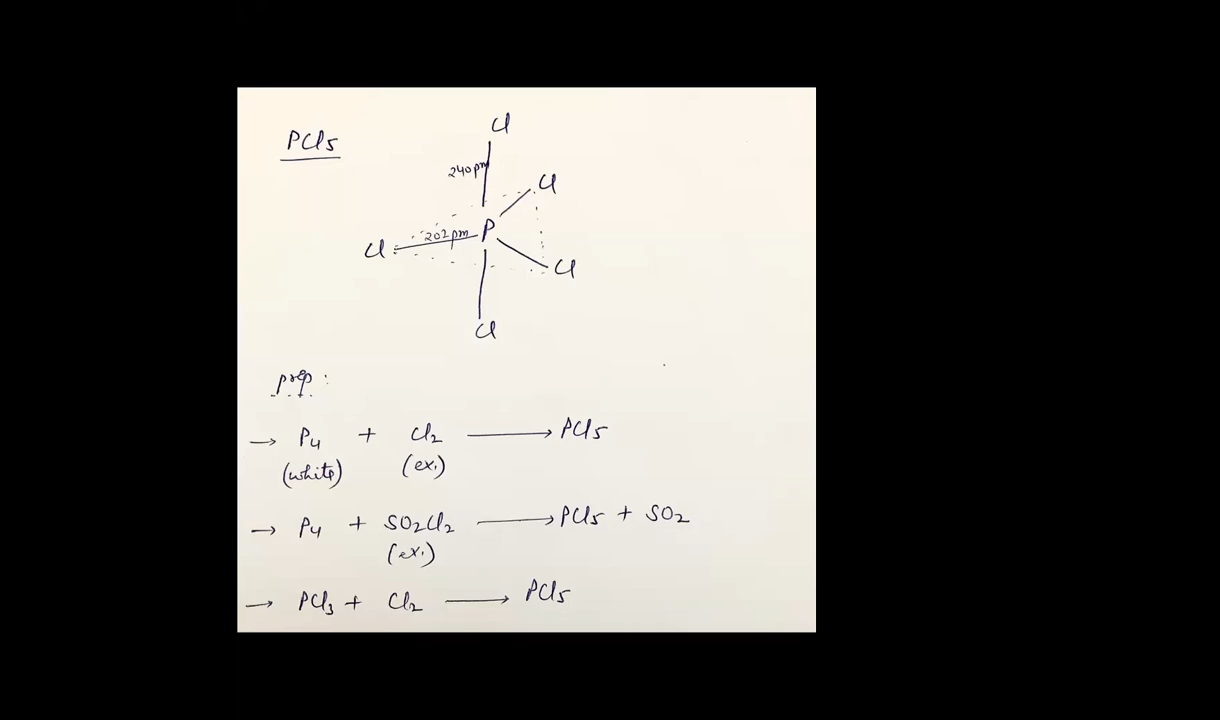 PCl5
Cl
240pm
Cl
P
202pm
Cl
Cl
Cl
prep:
→ P4 + Cl2 ⟶ PCl5
(white) (ex.)
→ P4 + SO2Cl2 ⟶ PCl5 + SO2
(ex.)
→ PCl3 + Cl2 ⟶ PCl5